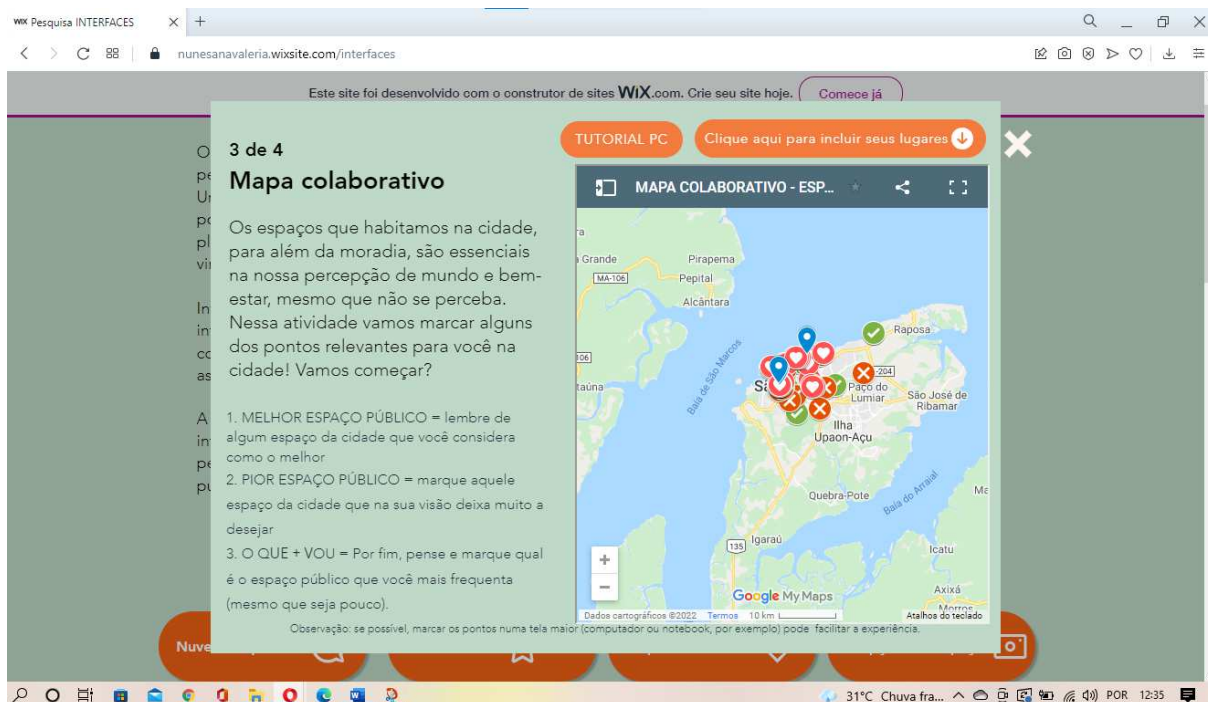 WIX Pesquisa INTERFACES
nunesanavaleria.wixsite.com/interfaces
Este site foi desenvolvido com o construtor de sites WiX.com. Crie seu site hoje. Comece já
TUTORIAL PC
Clique aqui para incluir seus lugares
3 de 4
Mapa colaborativo
Os espaços que habitamos na cidade,
para além da moradia, são essenciais
na nossa percepção de mundo e bem-
estar, mesmo que não se perceba.
Nessa atividade vamos marcar alguns
dos pontos relevantes para você na
cidade! Vamos começar?
1. MELHOR ESPAÇO PÚBLICO = lembre de
algum espaço da cidade que você considera
como o melhor
2. PIOR ESPAÇO PÚBLICO = marque aquele
espaço da cidade que na sua visão deixa muito a
desejar
3. O QUE + VOU = Por fim, pense e marque qual
é o espaço público que você mais frequenta
(mesmo que seja pouco).
MAPA COLABORATIVO - ESP...
Grande
Pirapema
MA-106
Pepital
Alcântara
Raposa
106
taúna
Baía de São Marcos
204
Paço do
Lumiar
São José de
Ribamar
Ilha
Upaon-Açu
Quebra-Pote
Baía do Arraial
135
Igaraú
Icatu
Axixá
Morros
Google My Maps
Dados cartográficos ©2022 Termos 10 km
Atalhos do teclado
Observação: se possível, marcar os pontos numa tela maior (computador ou notebook, por exemplo) pode facilitar a experiência.
31°C Chuva fra... POR 12:35